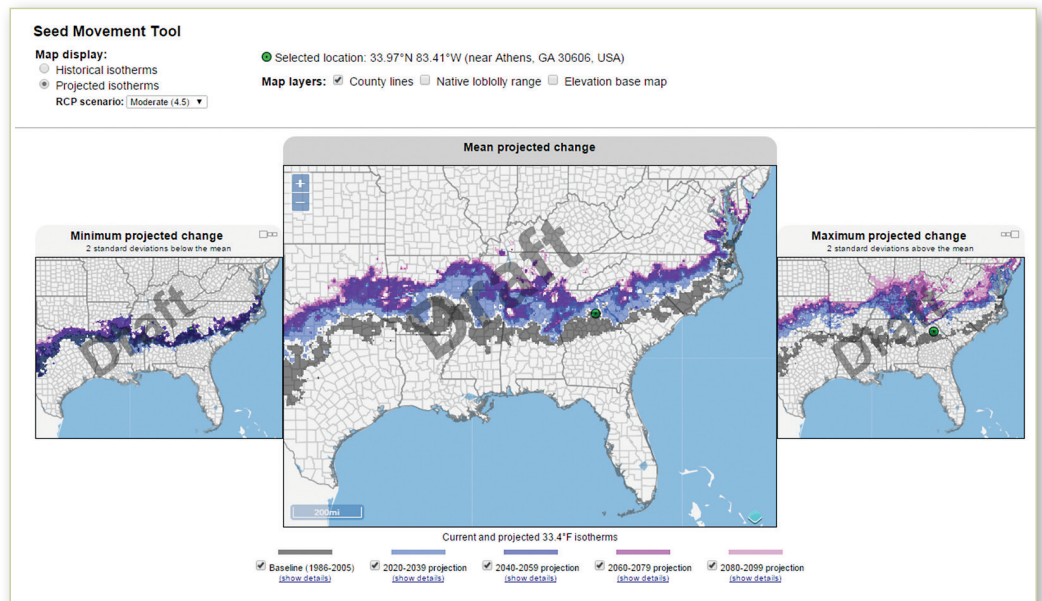 Seed Movement Tool
Map display:
Historical isotherms
Projected isotherms
RCP scenario: Moderate (4.5) ▼
Selected location: 33.97°N 83.41°W (near Athens, GA 30606, USA)
Map layers: County lines Native loblolly range Elevation base map
Mean projected change
+
−
Draft
200mi
Minimum projected change
2 standard deviations below the mean
Draft
Maximum projected change
2 standard deviations above the mean
Draft
Current and projected 33.4°F isotherms
Baseline (1986-2005) 2020-2039 projection 2040-2059 projection 2060-2079 projection 2080-2099 projection
(show details) (show details) (show details) (show details) (show details)